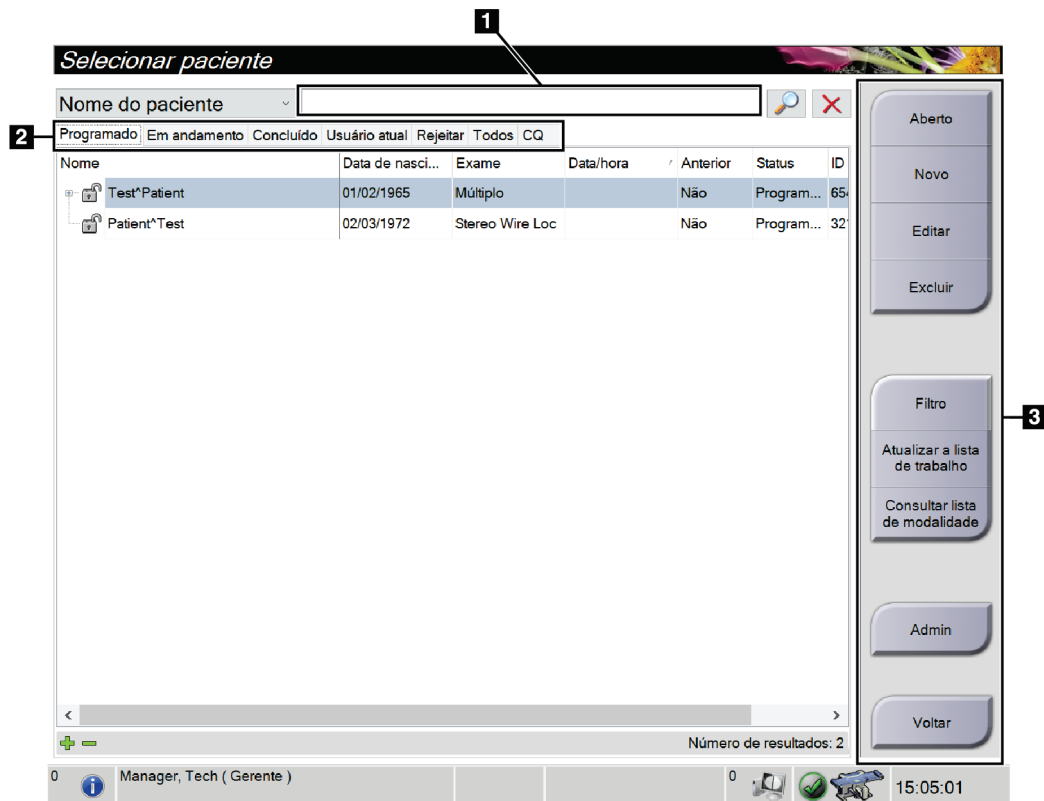 1
Selecionar paciente
Nome do paciente
2
Programado Em andamento Concluído Usuário atual Rejeitar Todos CQ
Nome Data de nasci... Exame Data/hora Anterior Status ID
Test^Patient 01/02/1965 Múltiplo Não Program... 654
Patient^Test 02/03/1972 Stereo Wire Loc Não Program... 321
Aberto
Novo
Editar
Excluir
Filtro
3
Atualizar a lista
de trabalho
Consultar lista
de modalidade
Admin
Voltar
Número de resultados: 2
0 Manager, Tech ( Gerente ) 0 15:05:01